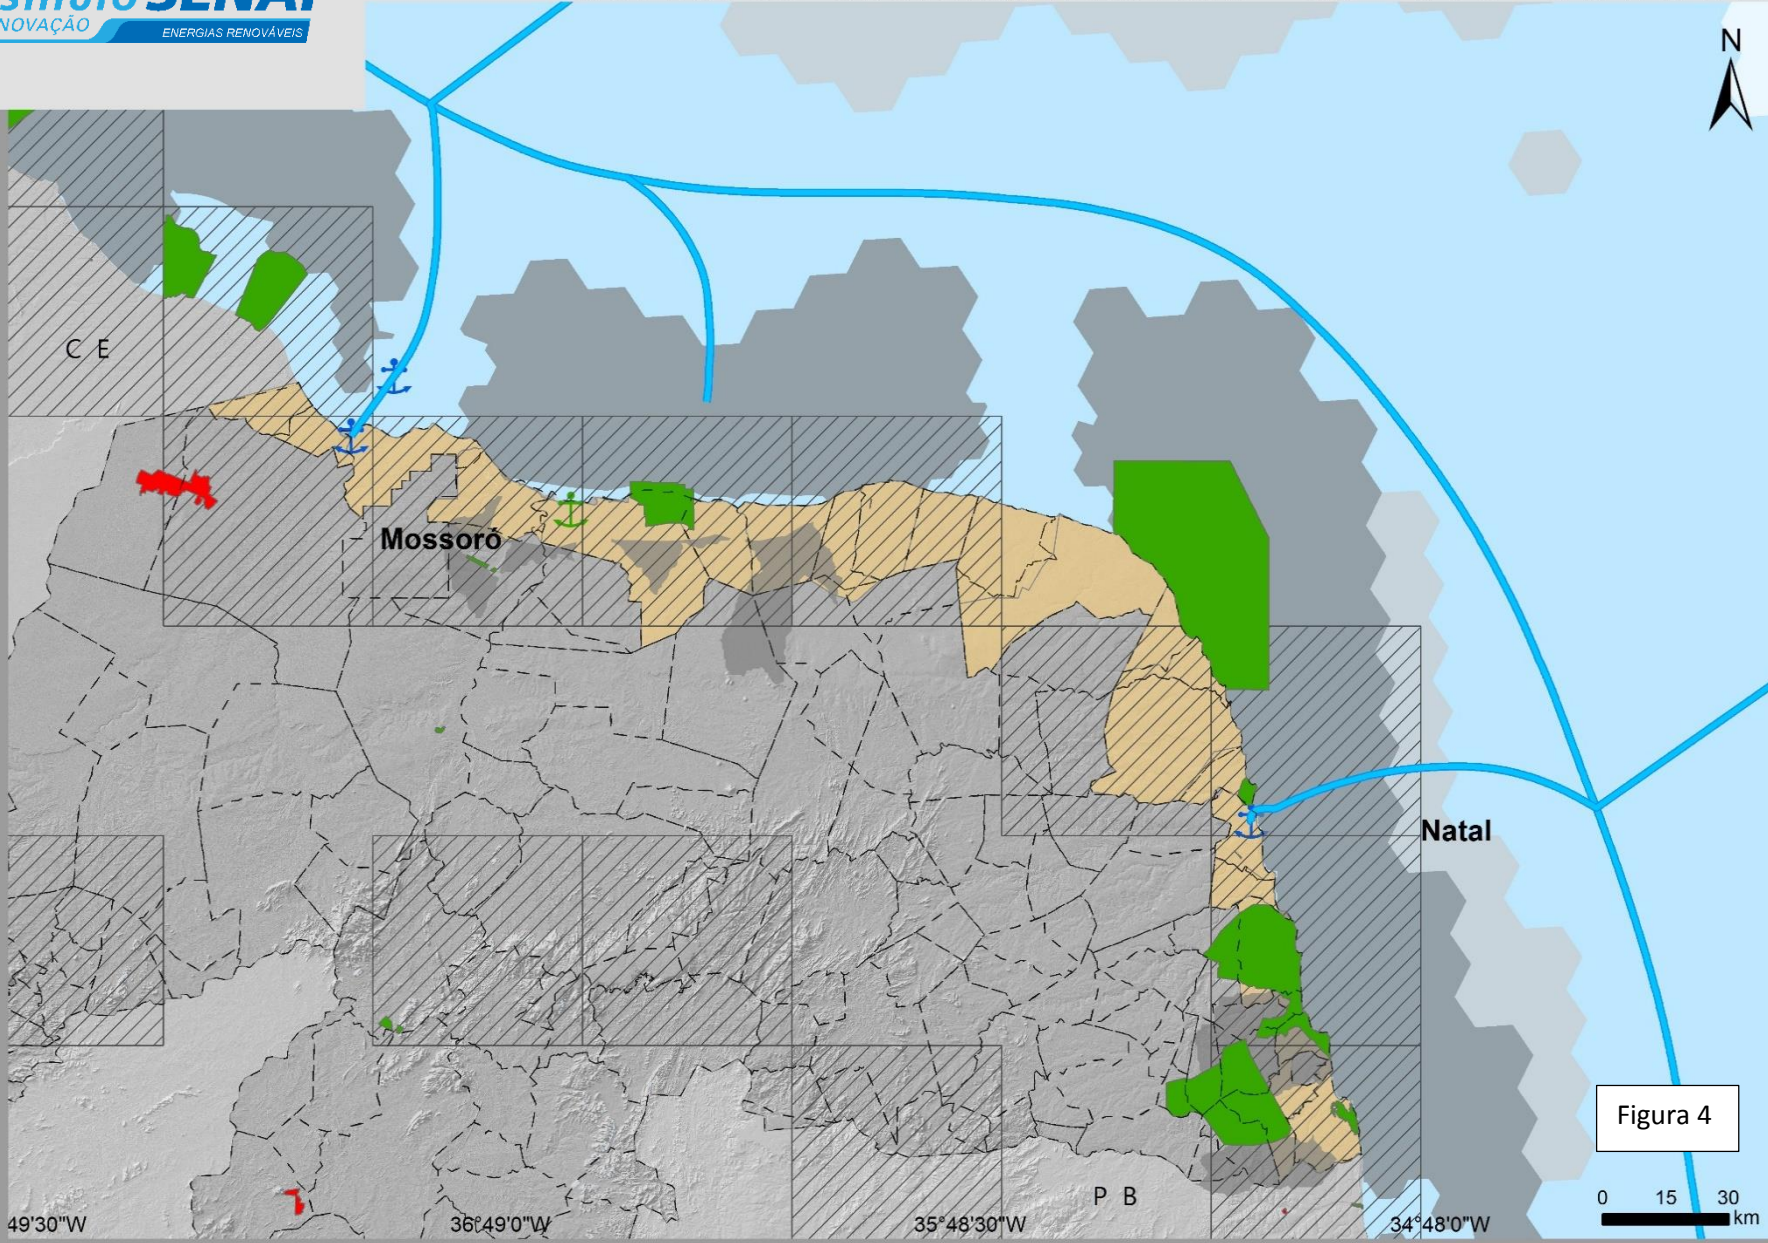 SENAI
ENERGIAS RENOVÁVEIS
N
C E
Mossoró
Natal
Figura 4
P B
0 15 30
km
49'30"W
36°49'0"W
35°48'30"W
34°48'0"W